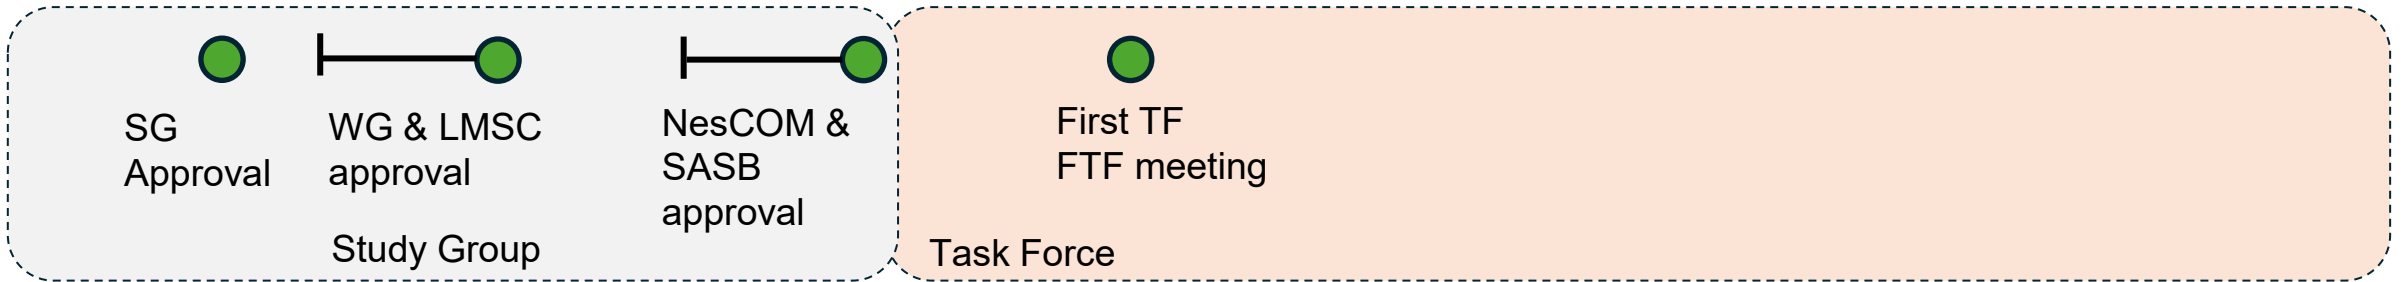 SG
Approval
WG & LMSC
approval
NesCOM &
SASB
approval
Study Group
First TF
FTF meeting
Task Force